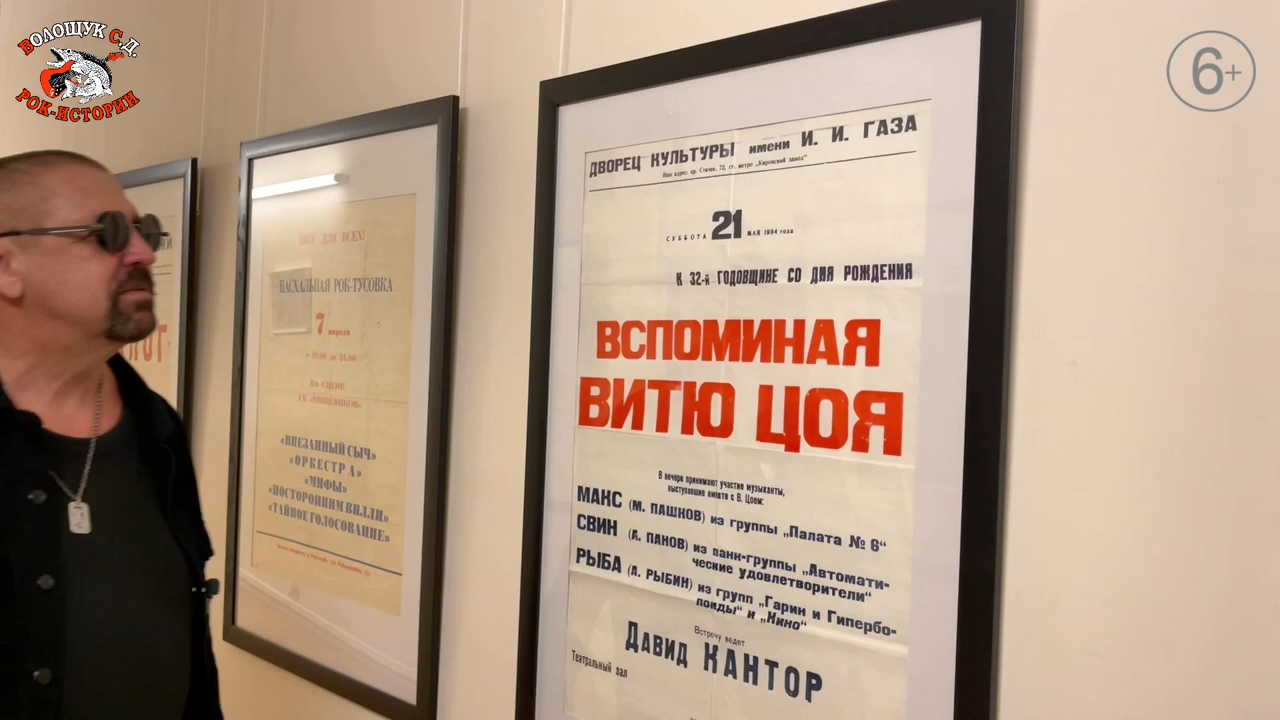 ВОЛОЩУК С.Д.
РОК-ИСТОРИИ
6+
ПАСХАЛЬНАЯ РОК-ТУСОВКА
7 апреля
НА СЦЕНЕ
«ВНЕЗАПНЫЙ СЫЧ»
«ОРКЕСТР А»
«МИФЫ»
«ПОСТОРОННИМ В»
«ТАЙНОЕ ГОЛОСОВАНИЕ»
ДВОРЕЦ КУЛЬТУРЫ имени И. И. ГАЗА
Наш адрес: пр. Стачек, 72, ст. метро „Кировский завод"
СУББОТА 21 МАЯ 1994 года
К 32-й ГОДОВЩИНЕ СО ДНЯ РОЖДЕНИЯ
ВСПОМИНАЯ
ВИТЮ ЦОЯ
В вечере принимают участие музыканты,
выступавшие вместе с В. Цоем:
МАКС (М. ПАШКОВ) из группы „Палата № 6"
СВИН (А. ПАНОВ) из панк-группы „Автомати-
ческие удовлетворители"
РЫБА (А. РЫБИН) из групп „Гарин и Гипербо-
лоиды" и „Кино"
Встречу ведет
Давид КАНТОР
Театральный зал